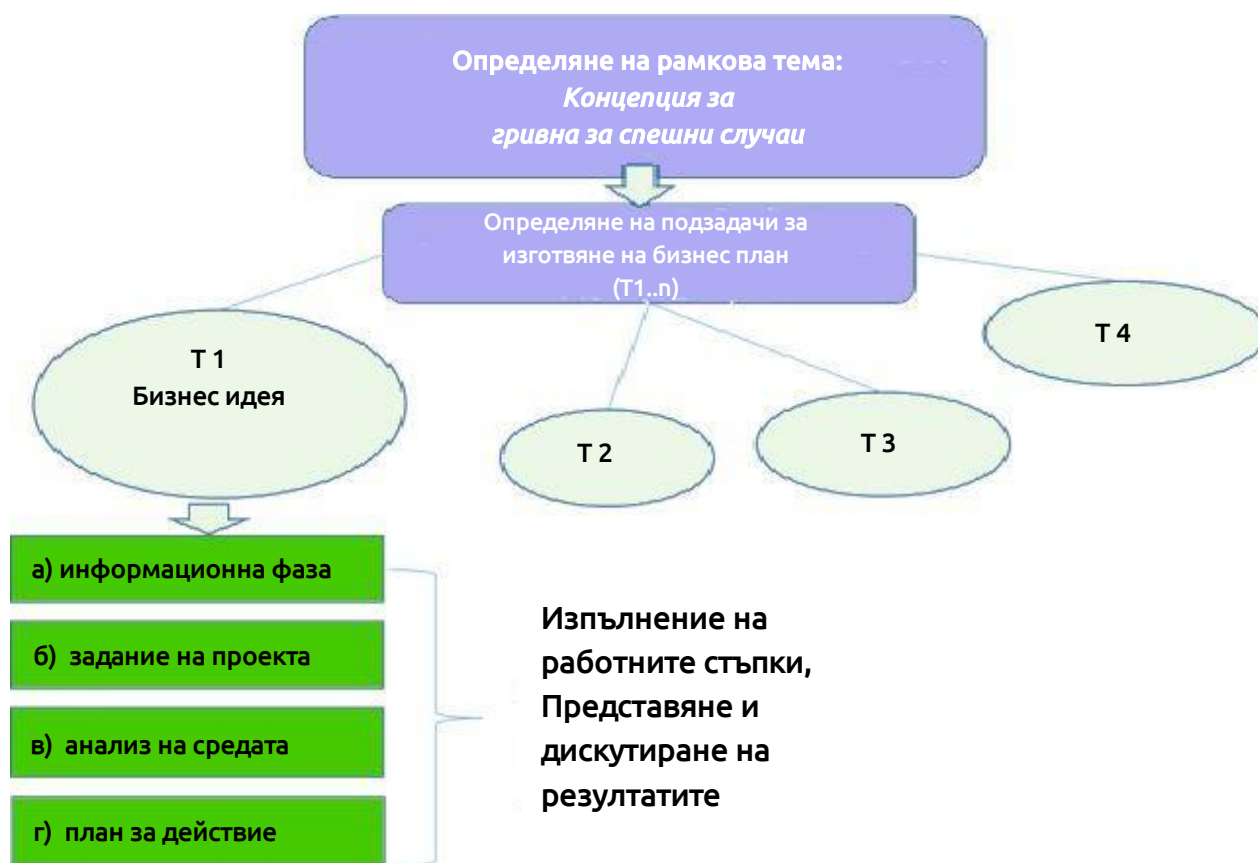 Определяне на рамкова тема:
Концепция за
гривна за спешни случаи
Определяне на подзадачи за
изготвяне на бизнес план
(T1..n)
T 1
Бизнес идея
T 2
T 3
T 4
а) информационна фаза
б) задание на проекта
в) анализ на средата
г) план за действие
Изпълнение на
работните стъпки,
Представяне и
дискутиране на
резултатите